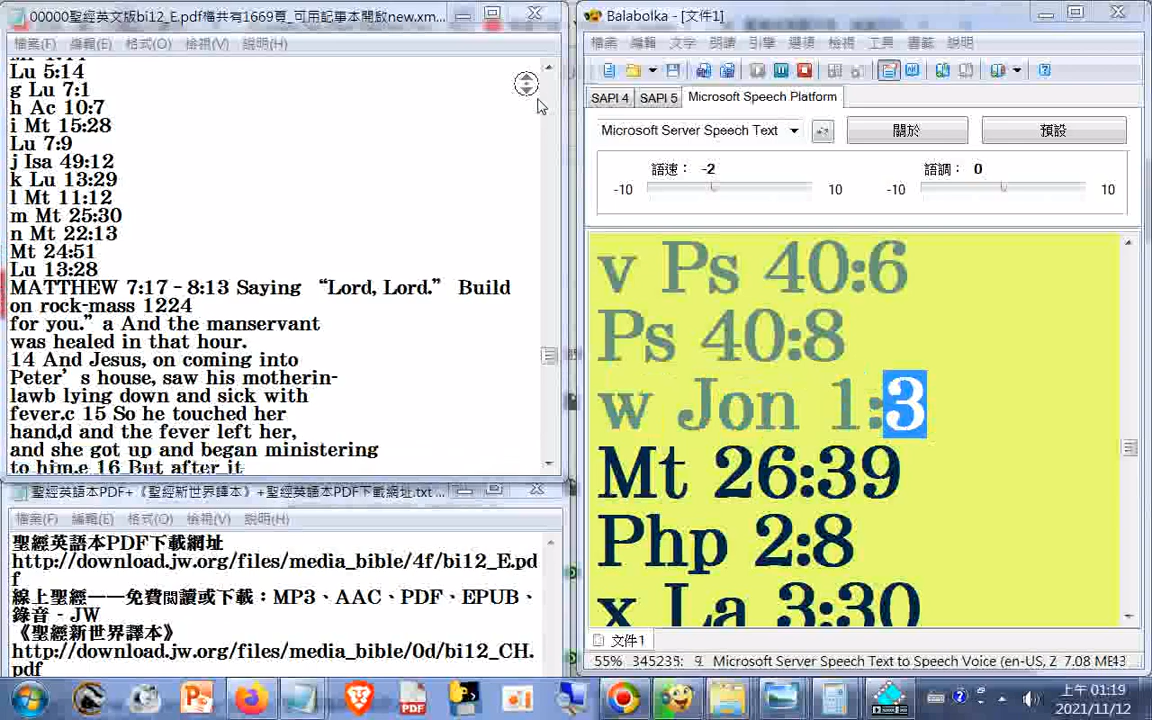 00000聖經英文版bi12_E.pdf檔共有1669頁_可用記事本開啟new.xm...
檔案(F) 編輯(E) 格式(O) 檢視(V) 說明(H)
Lu 5:14
g Lu 7:1
h Ac 10:7
i Mt 15:28
Lu 7:9
j Isa 49:12
k Lu 13:29
l Mt 11:12
m Mt 25:30
n Mt 22:13
Mt 24:51
Lu 13:28
MATTHEW 7:17–8:13 Saying “Lord, Lord.” Build
on rock-mass 1224
for you.” a And the manservant
was healed in that hour.
14 And Jesus, on coming into
Peter’s house, saw his motherin-
lawb lying down and sick with
fever.c 15 So he touched her
hand,d and the fever left her,
and she got up and began ministering
to him.e 16 But after it
聖經英語本PDF+《聖經新世界譯本》+聖經英語本PDF下載網址.txt ...
檔案(F) 編輯(E) 格式(O) 檢視(V) 說明(H)
聖經英語本PDF下載網址
http://download.jw.org/files/media_bible/4f/bi12_E.pd
f
線上聖經——免費閱讀或下載：MP3、AAC、PDF、EPUB、
錄音 - JW
《聖經新世界譯本》
http://download.jw.org/files/media_bible/0d/bi12_CH.
pdf
Balabolka - [文件1]
檔案 編輯 文字 朗讀 引擎 選項 檢視 工具 書籤 說明
SAPI 4 SAPI 5 Microsoft Speech Platform
Microsoft Server Speech Text 關於 預設
語速： -2 語調： 0
-10 10 -10 10
v Ps 40:6
Ps 40:8
w Jon 1:3
Mt 26:39
Php 2:8
x La 3:30
文件1
55% Microsoft Server Speech Text to Speech Voice (en-US, Z 7.08 ME
上午 01:19
2021/11/12